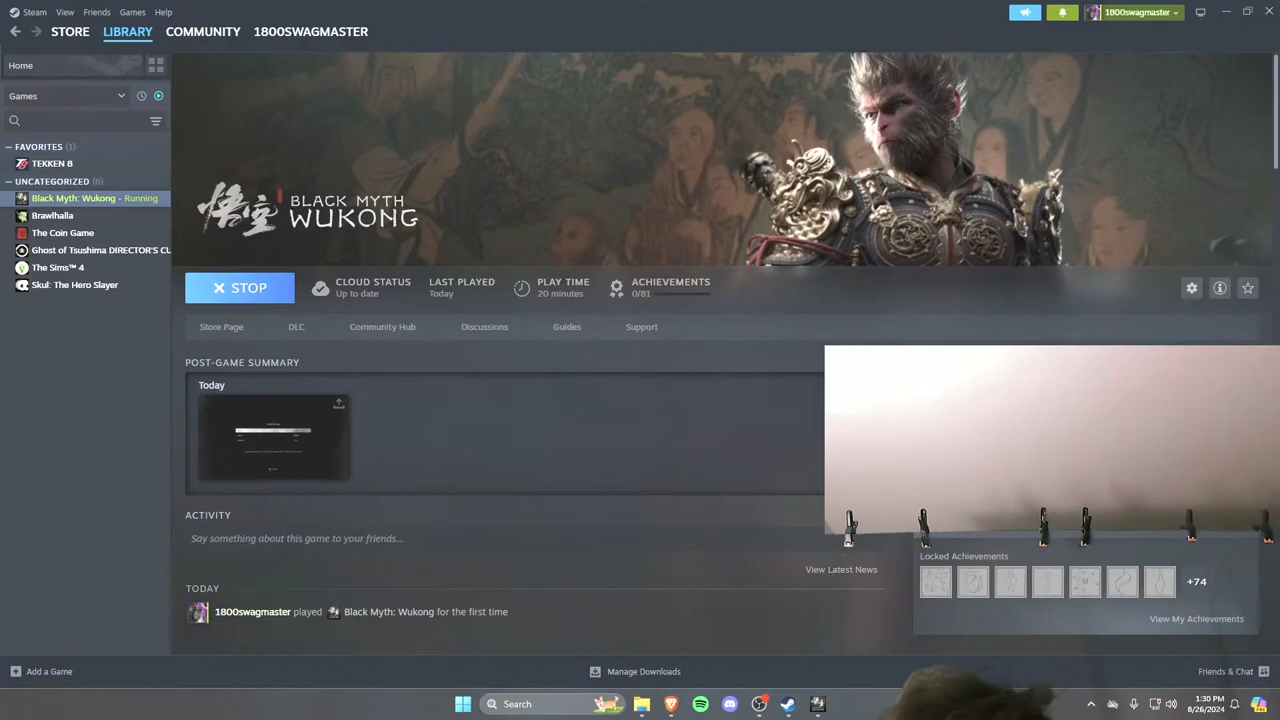 Steam View Friends Games Help
1800swagmaster
STORE LIBRARY COMMUNITY 1800SWAGMASTER
Home
Games
FAVORITES (1)
TEKKEN 8
UNCATEGORIZED (6)
Black Myth: Wukong - Running
Brawlhalla
The Coin Game
Ghost of Tsushima DIRECTOR'S CU
The Sims™ 4
Skul: The Hero Slayer
悟空 BLACK MYTH
WUKONG
STOP
CLOUD STATUS
Up to date
LAST PLAYED
Today
PLAY TIME
20 minutes
ACHIEVEMENTS
0/81
Store Page DLC Community Hub Discussions Guides Support
POST-GAME SUMMARY
Today
ACTIVITY
Say something about this game to your friends...
View Latest News
TODAY
1800swagmaster played Black Myth: Wukong for the first time
Locked Achievements
+74
View My Achievements
Add a Game
Manage Downloads
Friends & Chat
Search
1:30 PM
8/26/2024